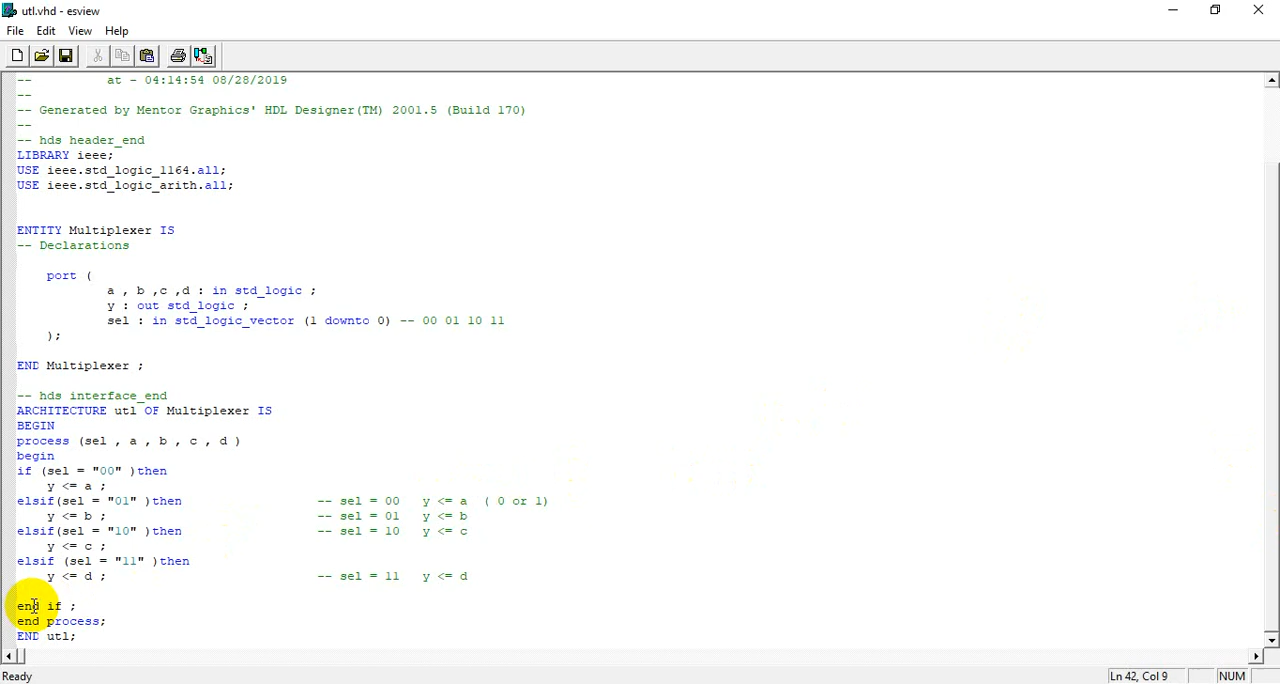 utl.vhd - esview
File Edit View Help
-- at - 04:14:54 08/28/2019
--
-- Generated by Mentor Graphics' HDL Designer(TM) 2001.5 (Build 170)
--
-- hds header_end
LIBRARY ieee;
USE ieee.std_logic_1164.all;
USE ieee.std_logic_arith.all;
ENTITY Multiplexer IS
-- Declarations
port (
a , b ,c ,d : in std_logic ;
y : out std_logic ;
sel : in std_logic_vector (1 downto 0) -- 00 01 10 11
);
END Multiplexer ;
-- hds interface_end
ARCHITECTURE utl OF Multiplexer IS
BEGIN
process (sel , a , b , c , d )
begin
if (sel = "00" )then
y <= a ;
elsif(sel = "01" )then -- sel = 00 y <= a ( 0 or 1)
y <= b ; -- sel = 01 y <= b
elsif(sel = "10" )then -- sel = 10 y <= c
y <= c ;
elsif (sel = "11" )then
y <= d ; -- sel = 11 y <= d
end if ;
end process;
END utl;
Ready Ln 42, Col 9 NUM